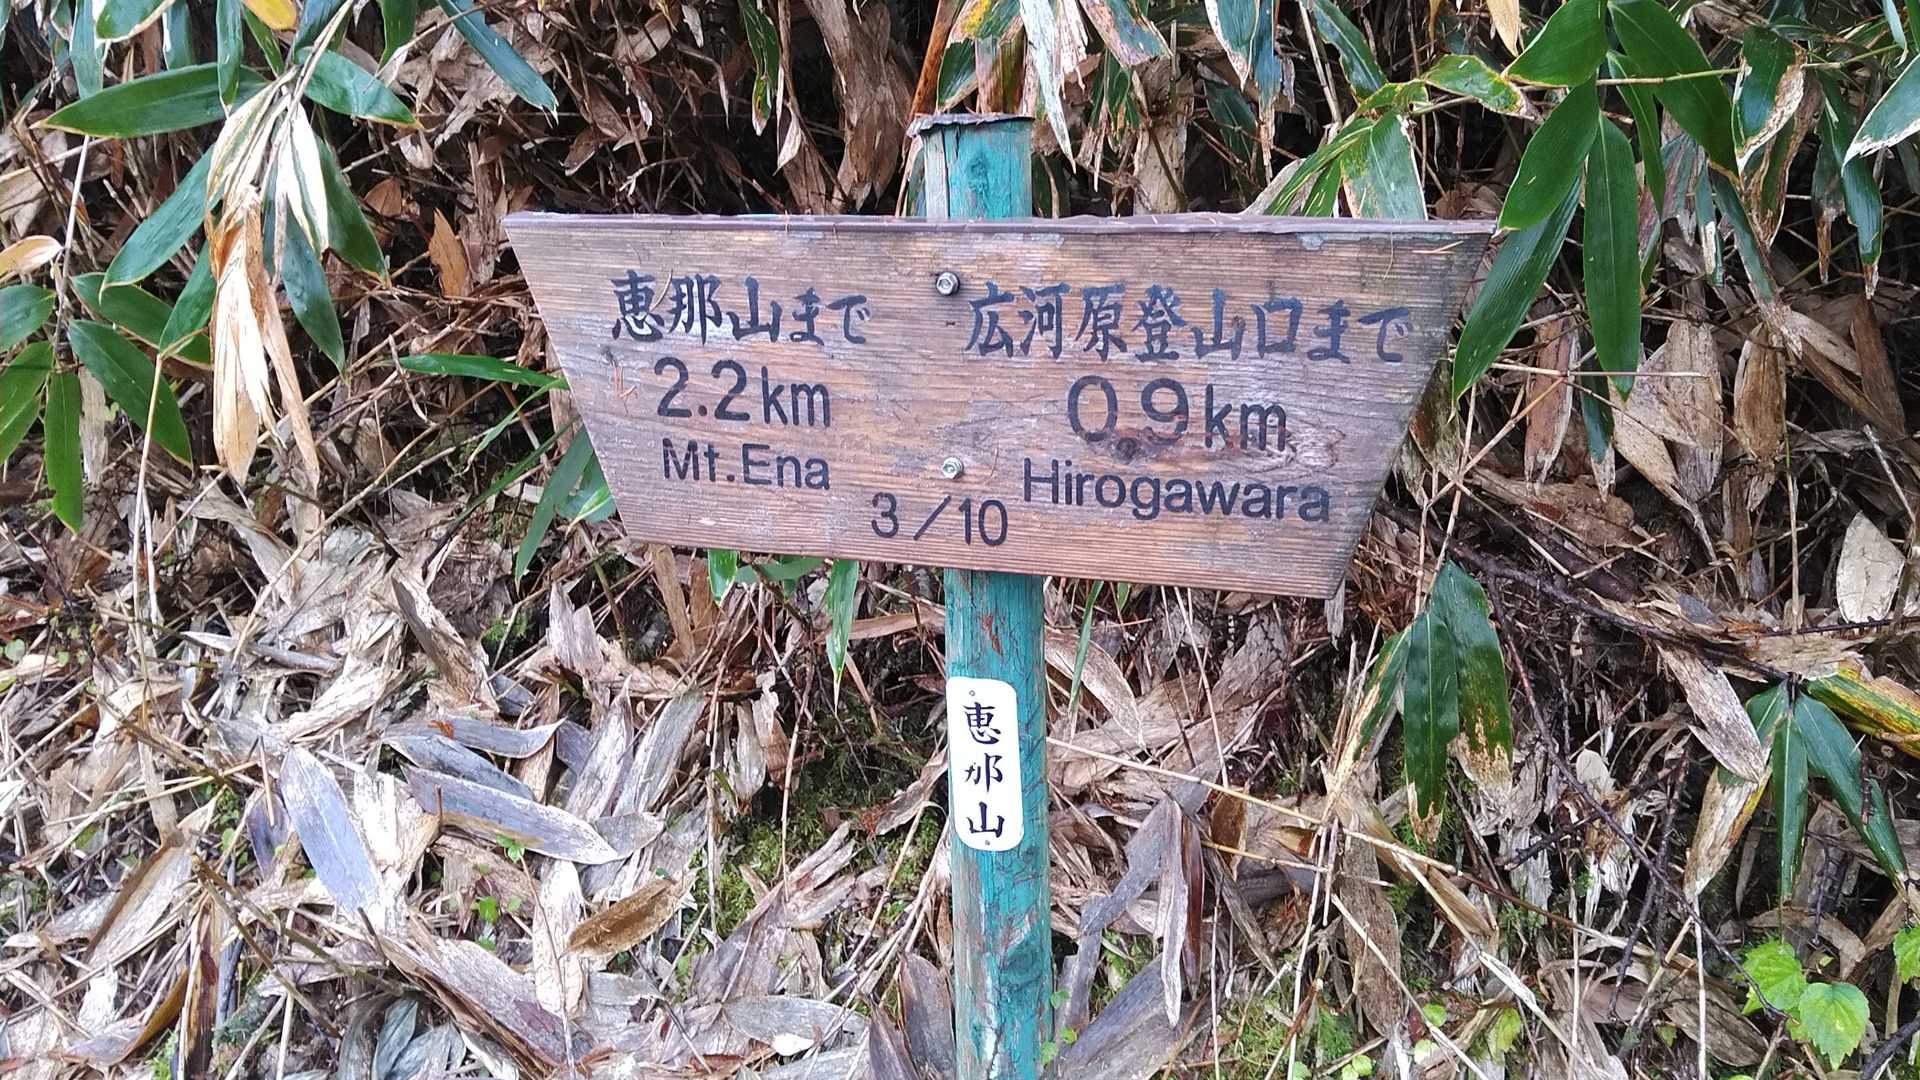 恵那山まで
2.2km
Mt.Ena
広河原登山口まで
0.9km
Hirogawara
3/10
恵那山